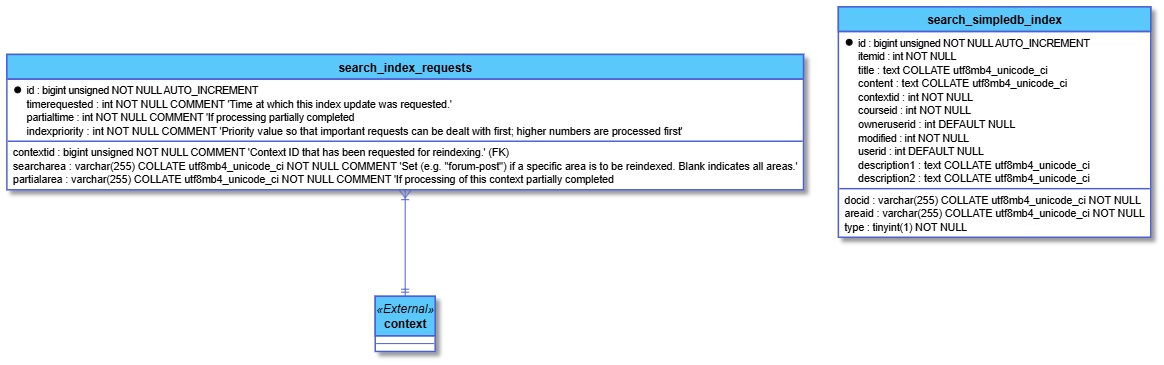 search_index_requests
id : bigint unsigned NOT NULL AUTO_INCREMENT
timerequested : int NOT NULL COMMENT 'Time at which this index update was requested.'
partialtime : int NOT NULL COMMENT 'If processing partially completed
indexpriority : int NOT NULL COMMENT 'Priority value so that important requests can be dealt with first; higher numbers are processed first'
contextid : bigint unsigned NOT NULL COMMENT 'Context ID that has been requested for reindexing.' (FK)
searcharea : varchar(255) COLLATE utf8mb4_unicode_ci NOT NULL COMMENT 'Set (e.g. "forum-post") if a specific area is to be reindexed. Blank indicates all areas.'
partialarea : varchar(255) COLLATE utf8mb4_unicode_ci NOT NULL COMMENT 'If processing of this context partially completed
«External»
context
search_simpledb_index
id : bigint unsigned NOT NULL AUTO_INCREMENT
itemid : int NOT NULL
title : text COLLATE utf8mb4_unicode_ci
content : text COLLATE utf8mb4_unicode_ci
contextid : int NOT NULL
courseid : int NOT NULL
owneruserid : int DEFAULT NULL
modified : int NOT NULL
userid : int DEFAULT NULL
description1 : text COLLATE utf8mb4_unicode_ci
description2 : text COLLATE utf8mb4_unicode_ci
docid : varchar(255) COLLATE utf8mb4_unicode_ci NOT NULL
areaid : varchar(255) COLLATE utf8mb4_unicode_ci NOT NULL
type : tinyint(1) NOT NULL